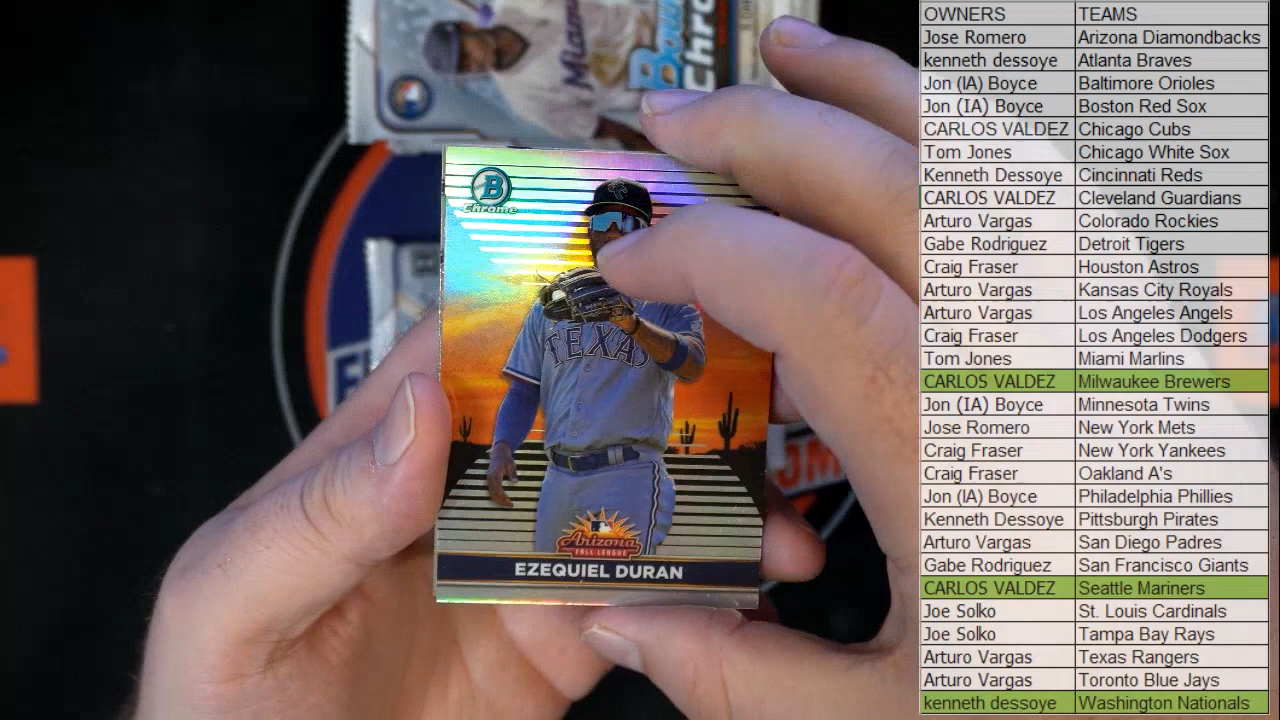 OWNERS TEAMS
Jose Romero Arizona Diamondbacks
kenneth dessoye Atlanta Braves
Jon (IA) Boyce Baltimore Orioles
Jon (IA) Boyce Boston Red Sox
CARLOS VALDEZ Chicago Cubs
Tom Jones Chicago White Sox
Kenneth Dessoye Cincinnati Reds
CARLOS VALDEZ Cleveland Guardians
Arturo Vargas Colorado Rockies
Gabe Rodriguez Detroit Tigers
Craig Fraser Houston Astros
Arturo Vargas Kansas City Royals
Arturo Vargas Los Angeles Angels
Craig Fraser Los Angeles Dodgers
Tom Jones Miami Marlins
CARLOS VALDEZ Milwaukee Brewers
Jon (IA) Boyce Minnesota Twins
Jose Romero New York Mets
Craig Fraser New York Yankees
Craig Fraser Oakland A's
Jon (IA) Boyce Philadelphia Phillies
Kenneth Dessoye Pittsburgh Pirates
Arturo Vargas San Diego Padres
Gabe Rodriguez San Francisco Giants
CARLOS VALDEZ Seattle Mariners
Joe Solko St. Louis Cardinals
Joe Solko Tampa Bay Rays
Arturo Vargas Texas Rangers
Arturo Vargas Toronto Blue Jays
kenneth dessoye Washington Nationals
B
Chrome
TEXAS
Arizona
FALL LEAGUE
EZEQUIEL DURAN